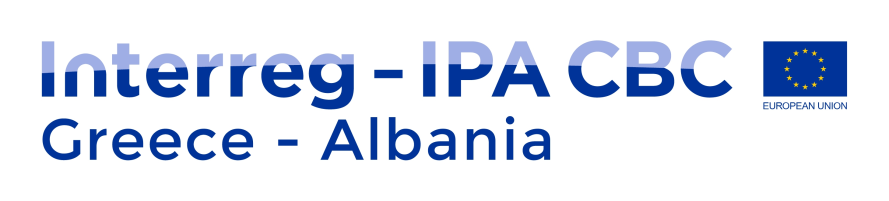 Interreg - IPA CBC
EUROPEAN UNION
Greece - Albania